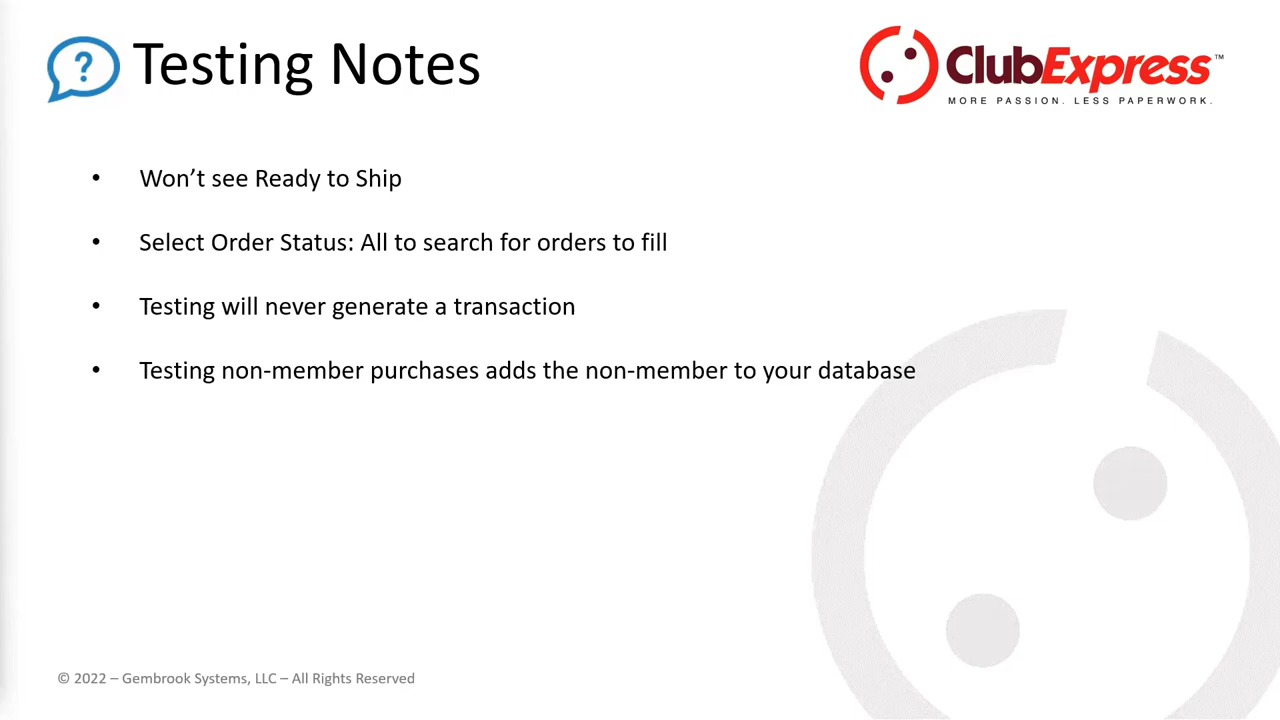 ? Testing Notes
ClubExpress™
MORE PASSION. LESS PAPERWORK.
• Won’t see Ready to Ship
• Select Order Status: All to search for orders to fill
• Testing will never generate a transaction
• Testing non-member purchases adds the non-member to your database
© 2022 – Gembrook Systems, LLC – All Rights Reserved